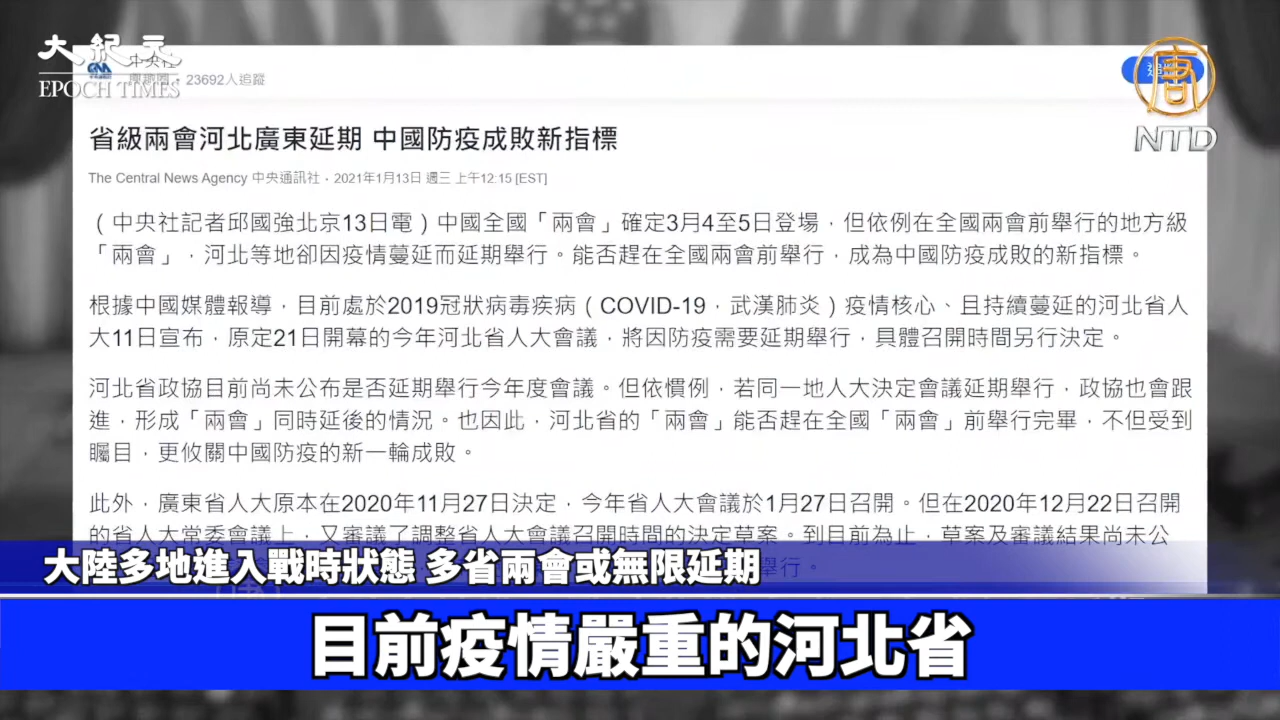 大紀元
EPOCH TIMES
中央社
23692人追蹤
NTD
省級兩會河北廣東延期 中國防疫成敗新指標
The Central News Agency 中央通訊社・2021年1月13日 週三 上午12:15 [EST]
（中央社記者邱國強北京13日電）中國全國「兩會」確定3月4至5日登場，但依例在全國兩會前舉行的地方級
「兩會」，河北等地卻因疫情蔓延而延期舉行。能否趕在全國兩會前舉行，成為中國防疫成敗的新指標。
根據中國媒體報導，目前處於2019冠狀病毒疾病（COVID-19，武漢肺炎）疫情核心、且持續蔓延的河北省人
大11日宣布，原定21日開幕的今年河北省人大會議，將因防疫需要延期舉行，具體召開時間另行決定。
河北省政協目前尚未公布是否延期舉行今年度會議。但依慣例，若同一地人大決定會議延期舉行，政協也會跟
進，形成「兩會」同時延後的情況。也因此，河北省的「兩會」能否趕在全國「兩會」前舉行完畢，不但受到
矚目，更攸關中國防疫的新一輪成敗。
此外，廣東省人大原本在2020年11月27日決定，今年省人大會議於1月27日召開。但在2020年12月22日召開
的省人大常委會議上，又審議了調整省人大會議召開時間的決定草案。到目前為止，草案及審議結果尚未公
舉行。
大陸多地進入戰時狀態 多省兩會或無限延期
目前疫情嚴重的河北省